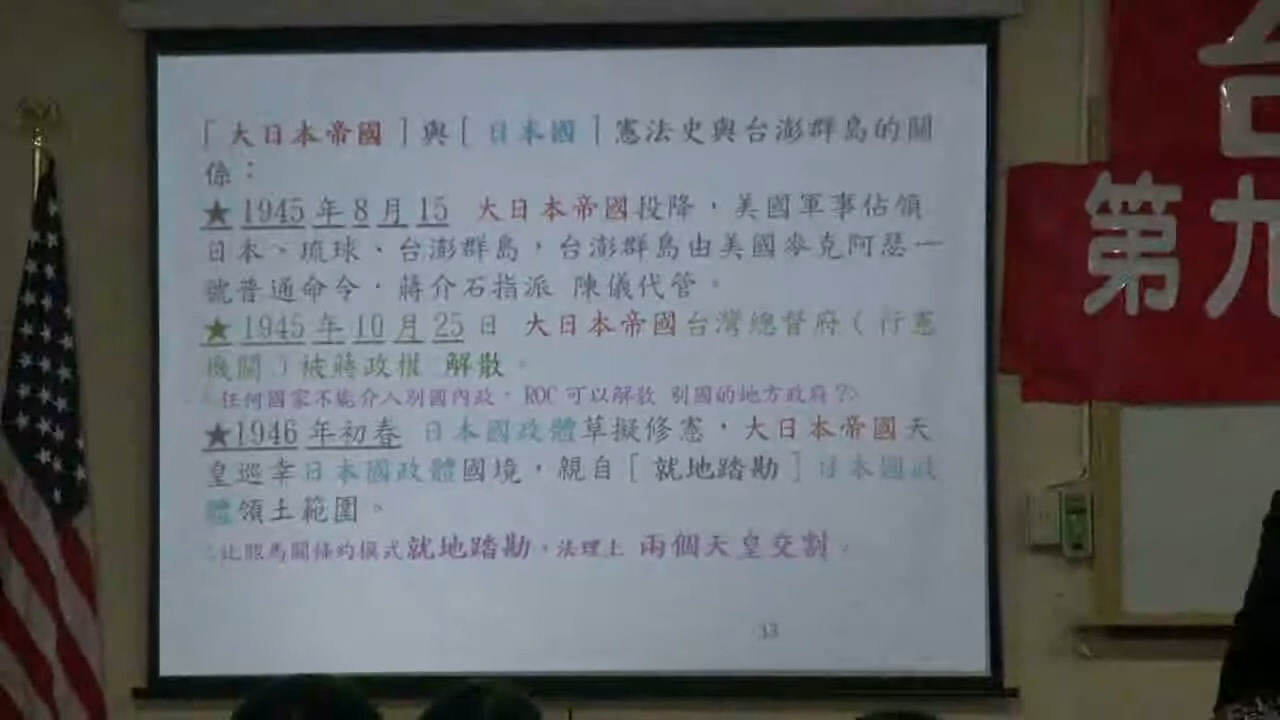 「大日本帝國」與[日本國]憲法史與台澎群島的關
係：
★1945年8月15 大日本帝國投降，美國軍事佔領
日本、琉球、台澎群島，台澎群島由美國麥克阿瑟一
號普通命令，蔣介石指派 陳儀代管。
★1945年10月25日 大日本帝國台灣總督府（行憲
機關）被蔣政權 解散。
任何國家不能介入別國內政，ROC可以解散 別國的地方政府？>
★1946年初春 日本國政體草擬修憲，大日本帝國天
皇巡幸日本國政體國境，親自[就地踏勘]日本國政
體領土範圍。
比照馬關條約模式就地踏勘，法理上 兩個天皇交割。
13
台
第九